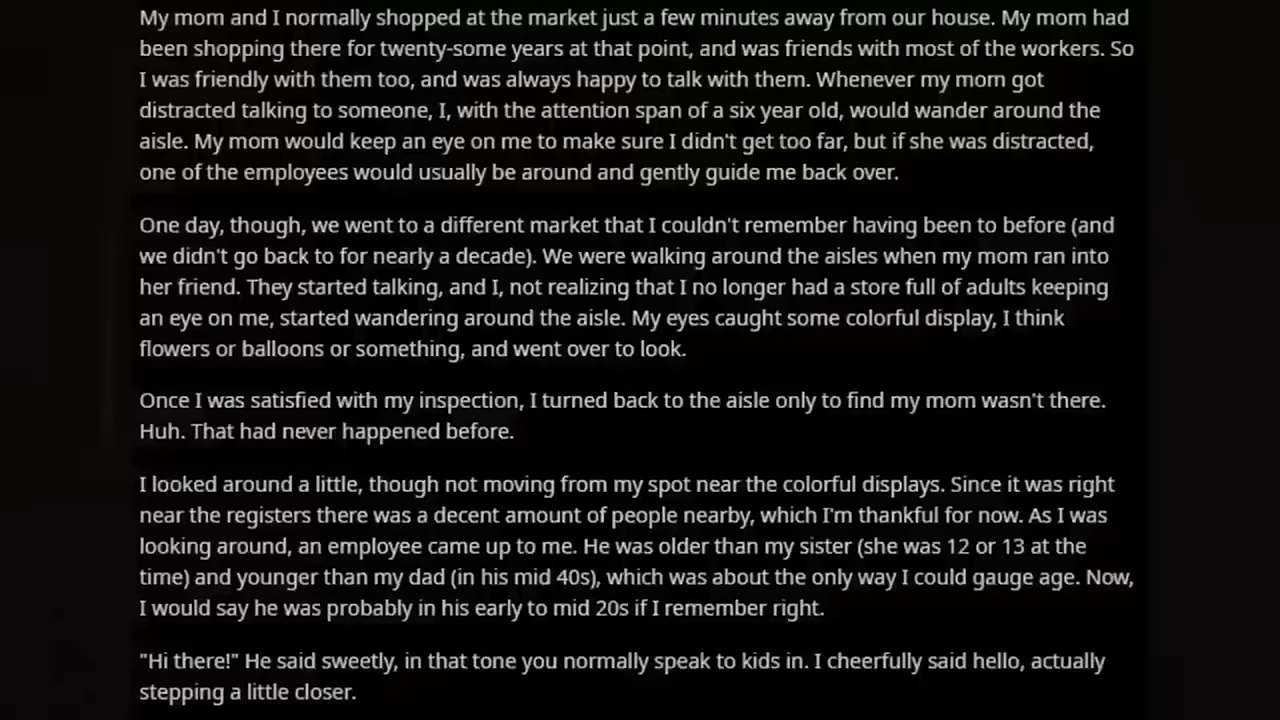 My mom and I normally shopped at the market just a few minutes away from our house. My mom had
been shopping there for twenty-some years at that point, and was friends with most of the workers. So
I was friendly with them too, and was always happy to talk with them. Whenever my mom got
distracted talking to someone, I, with the attention span of a six year old, would wander around the
aisle. My mom would keep an eye on me to make sure I didn't get too far, but if she was distracted,
one of the employees would usually be around and gently guide me back over.
One day, though, we went to a different market that I couldn't remember having been to before (and
we didn't go back to for nearly a decade). We were walking around the aisles when my mom ran into
her friend. They started talking, and I, not realizing that I no longer had a store full of adults keeping
an eye on me, started wandering around the aisle. My eyes caught some colorful display, I think
flowers or balloons or something, and went over to look.
Once I was satisfied with my inspection, I turned back to the aisle only to find my mom wasn't there.
Huh. That had never happened before.
I looked around a little, though not moving from my spot near the colorful displays. Since it was right
near the registers there was a decent amount of people nearby, which I'm thankful for now. As I was
looking around, an employee came up to me. He was older than my sister (she was 12 or 13 at the
time) and younger than my dad (in his mid 40s), which was about the only way I could gauge age. Now,
I would say he was probably in his early to mid 20s if I remember right.
"Hi there!" He said sweetly, in that tone you normally speak to kids in. I cheerfully said hello, actually
stepping a little closer.